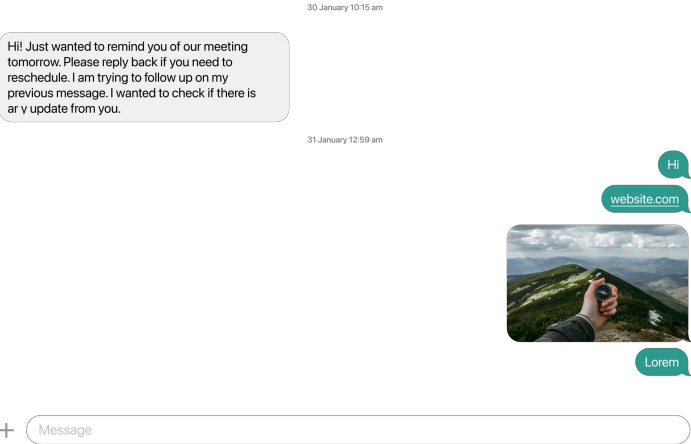 30 January 10:15 am
Hi! Just wanted to remind you of our meeting
tomorrow. Please reply back if you need to
reschedule. I am trying to follow up on my
previous message. I wanted to check if there is
ar y update from you.
31 January 12:59 am
Hi
website.com
Lorem
Message